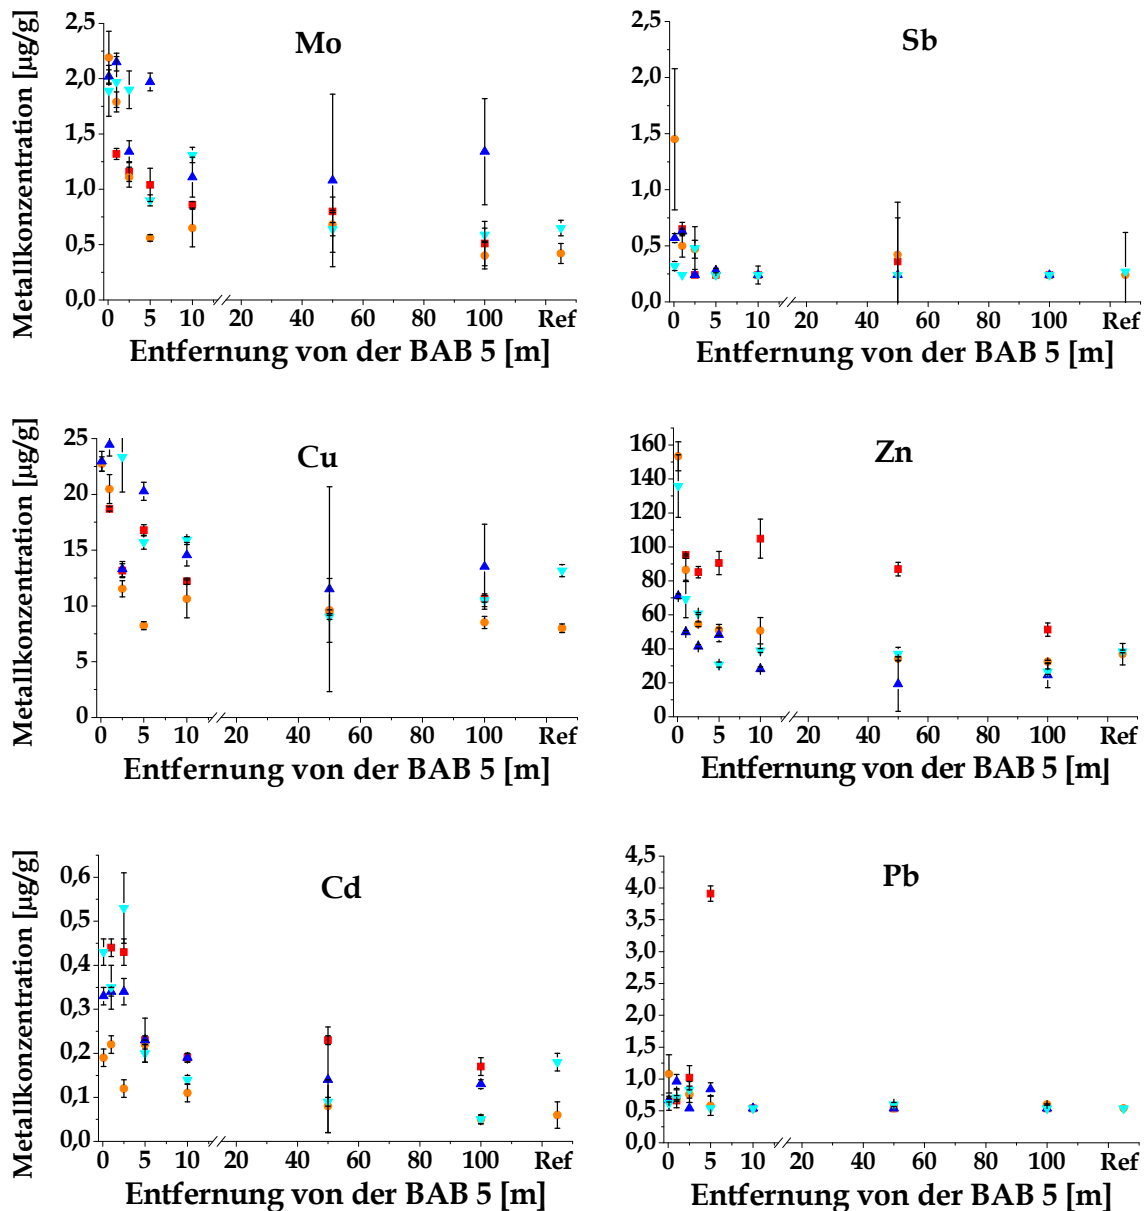 Mo
Metallkonzentration [µg/g]
2,5
2,0
1,5
1,0
0,5
0,0
0 5 10 20 40 60 80 100 Ref
Entfernung von der BAB 5 [m]
Sb
2,5
2,0
1,5
1,0
0,5
0,0
0 5 10 20 40 60 80 100 Ref
Entfernung von der BAB 5 [m]
Cu
Metallkonzentration [µg/g]
25
20
15
10
5
0
0 5 10 20 40 60 80 100 Ref
Entfernung von der BAB 5 [m]
Zn
160
140
120
100
80
60
40
20
0
0 5 10 20 40 60 80 100 Ref
Entfernung von der BAB 5 [m]
Cd
Metallkonzentration [µg/g]
0,6
0,5
0,4
0,3
0,2
0,1
0,0
0 5 10 20 40 60 80 100 Ref
Entfernung von der BAB 5 [m]
Pb
4,5
4,0
3,5
3,0
2,5
2,0
1,5
1,0
0,5
0,0
0 5 10 20 40 60 80 100 Ref
Entfernung von der BAB 5 [m]